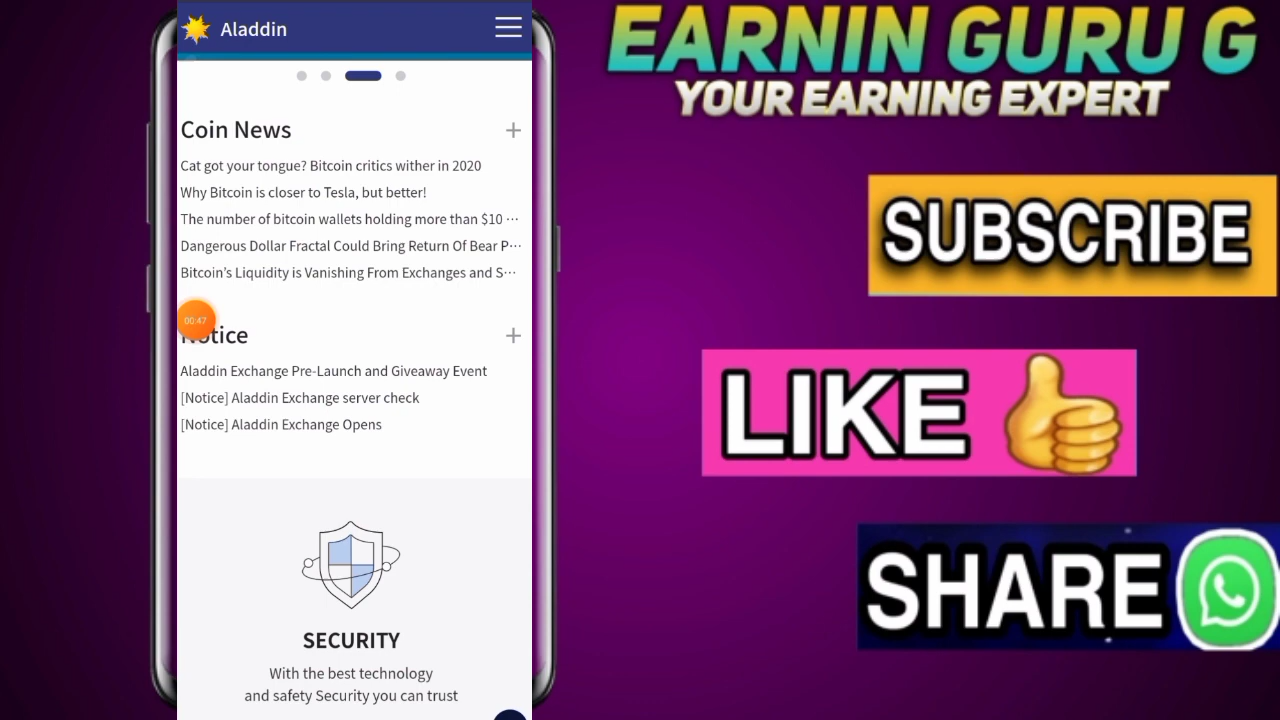 Aladdin
Coin News
Cat got your tongue? Bitcoin critics wither in 2020
Why Bitcoin is closer to Tesla, but better!
The number of bitcoin wallets holding more than $10 ···
Dangerous Dollar Fractal Could Bring Return Of Bear P···
Bitcoin's Liquidity is Vanishing From Exchanges and S···
00:47
Notice
Aladdin Exchange Pre-Launch and Giveaway Event
[Notice] Aladdin Exchange server check
[Notice] Aladdin Exchange Opens
SECURITY
With the best technology
and safety Security you can trust
EARNIN GURU G
YOUR EARNING EXPERT
SUBSCRIBE
LIKE
SHARE